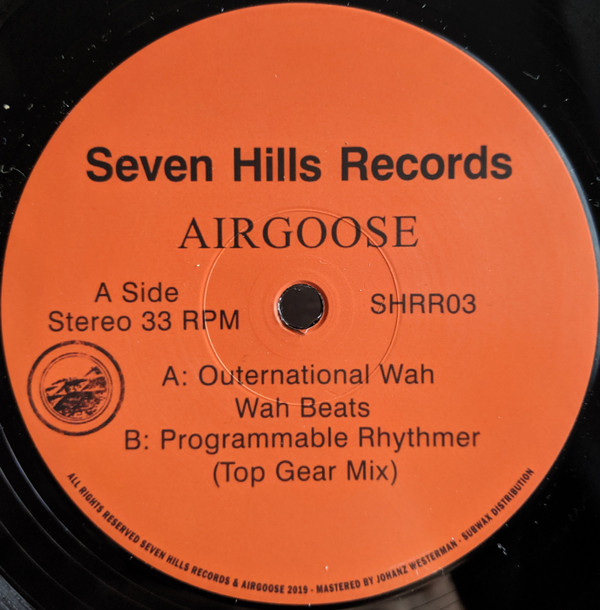 Seven Hills Records
AIRGOOSE
A Side
Stereo 33 RPM
SHRR03
A: Outernational Wah
Wah Beats
B: Programmable Rhythmer
(Top Gear Mix)
ALL RIGHTS RESERVED SEVEN HILLS RECORDS & AIRGOOSE 2019 - MASTERED BY JOHANZ WESTERMAN - SUBWAX DISTRIBUTION